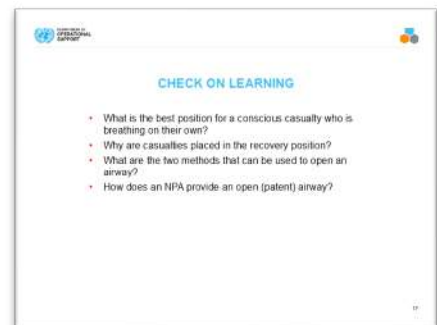 OPERATIONAL
SUPPORT
CHECK ON LEARNING
• What is the best position for a conscious casualty who is
breathing on their own?
• Why are casualties placed in the recovery position?
• What are the two methods that can be used to open an
airway?
• How does an NPA provide an open (patent) airway?